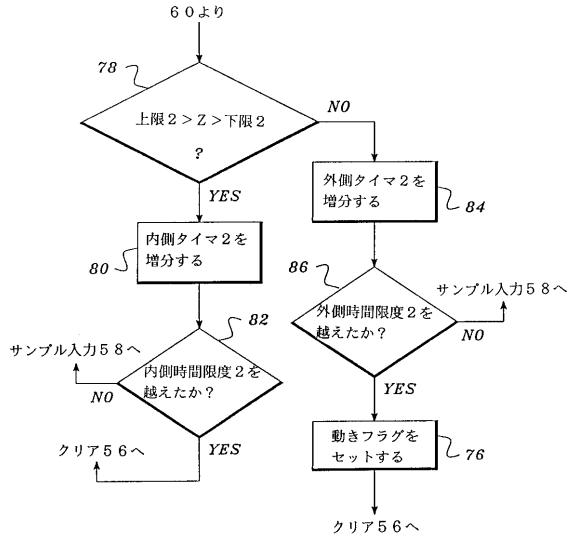 ６０より
78
上限２＞Ｚ＞下限２
？
NO
YES
外側タイマ２を
増分する
84
内側タイマ２を
増分する
80
86
外側時間限度２を
越えたか？
サンプル入力５８へ
NO
82
サンプル入力５８へ
内側時間限度２を
越えたか？
NO
YES
YES
動きフラグを
セットする
76
クリア５６へ
クリア５６へ